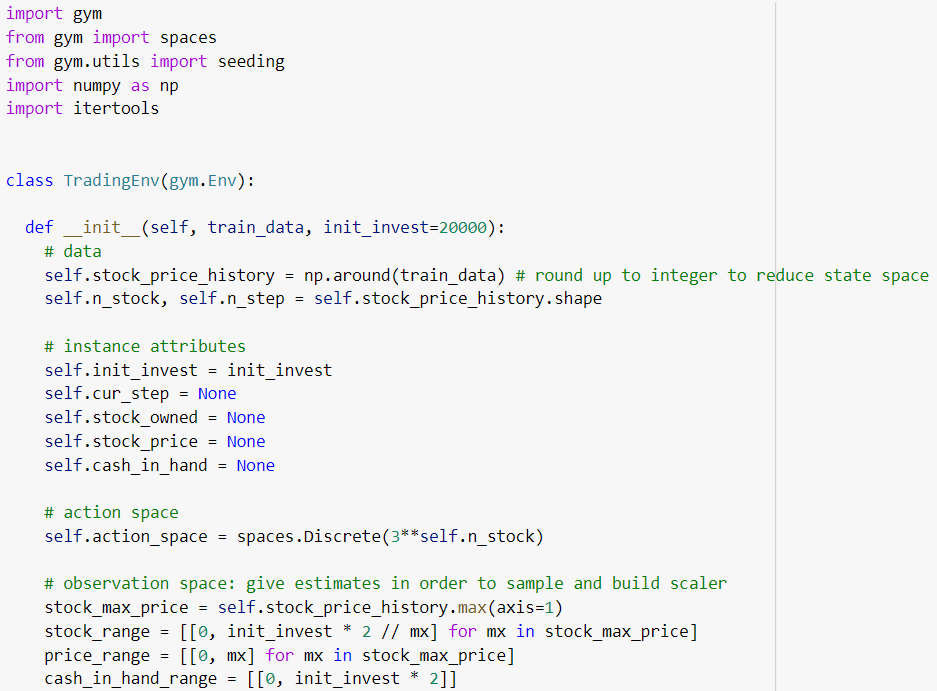 import gym
from gym import spaces
from gym.utils import seeding
import numpy as np
import itertools
class TradingEnv(gym.Env):
def __init__(self, train_data, init_invest=20000):
# data
self.stock_price_history = np.around(train_data) # round up to integer to reduce state space
self.n_stock, self.n_step = self.stock_price_history.shape
# instance attributes
self.init_invest = init_invest
self.cur_step = None
self.stock_owned = None
self.stock_price = None
self.cash_in_hand = None
# action space
self.action_space = spaces.Discrete(3**self.n_stock)
# observation space: give estimates in order to sample and build scaler
stock_max_price = self.stock_price_history.max(axis=1)
stock_range = [[0, init_invest * 2 // mx] for mx in stock_max_price]
price_range = [[0, mx] for mx in stock_max_price]
cash_in_hand_range = [[0, init_invest * 2]]